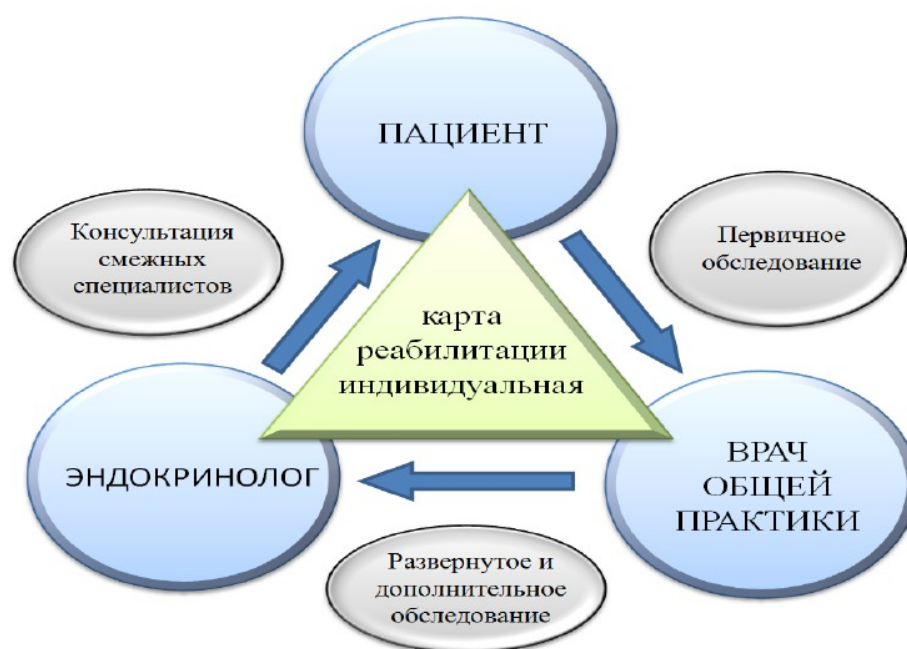 ПАЦИЕНТ
Консультация
смежных
специалистов
Первичное
обследование
карта
реабилитации
индивидуальная
ЭНДОКРИНОЛОГ
ВРАЧ
ОБЩЕЙ
ПРАКТИКИ
Развернутое и
дополнительное
обследование